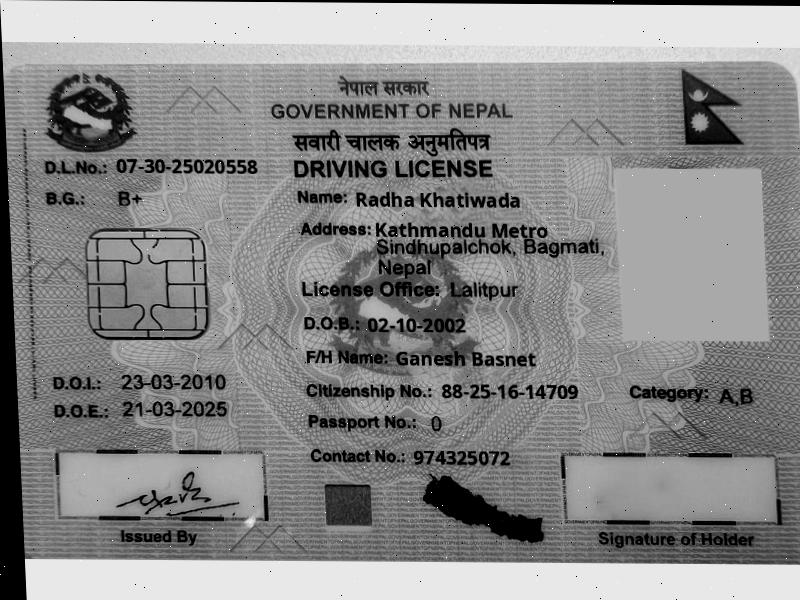 नेपाल सरकार
GOVERNMENT OF NEPAL
सवारी चालक अनुमतिपत्र
DRIVING LICENSE
D.L.No.: 07-30-25020558
B.G.: B+
Name: Radha Khatiwada
Address: Kathmandu Metro
Sindhupalchok, Bagmati,
Nepal
License Office: Lalitpur
D.O.B.: 02-10-2002
F/H Name: Ganesh Basnet
D.O.I.: 23-03-2010
Citizenship No.: 88-25-16-14709
Category: A,B
D.O.E.: 21-03-2025
Passport No.: 0
Contact No.: 974325072
Issued By
Signature of Holder